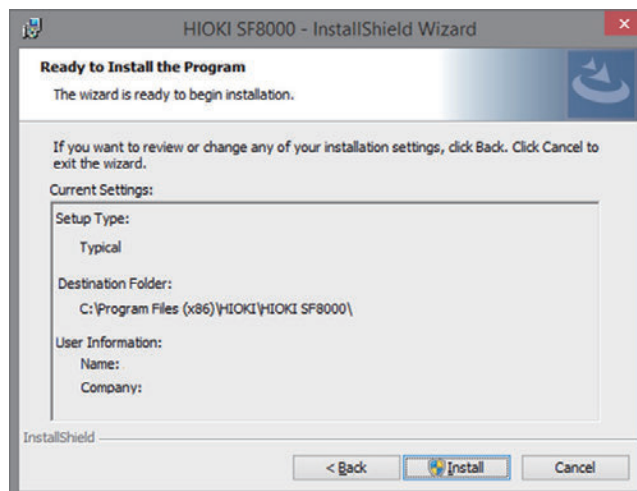 HIOKI SF8000 - InstallShield Wizard
Ready to Install the Program
The wizard is ready to begin installation.
If you want to review or change any of your installation settings, click Back. Click Cancel to
exit the wizard.
Current Settings:
Setup Type:
Typical
Destination Folder:
C:\Program Files (x86)\HIOKI\HIOKI SF8000\
User Information:
Name:
Company:
InstallShield
< Back
Install
Cancel